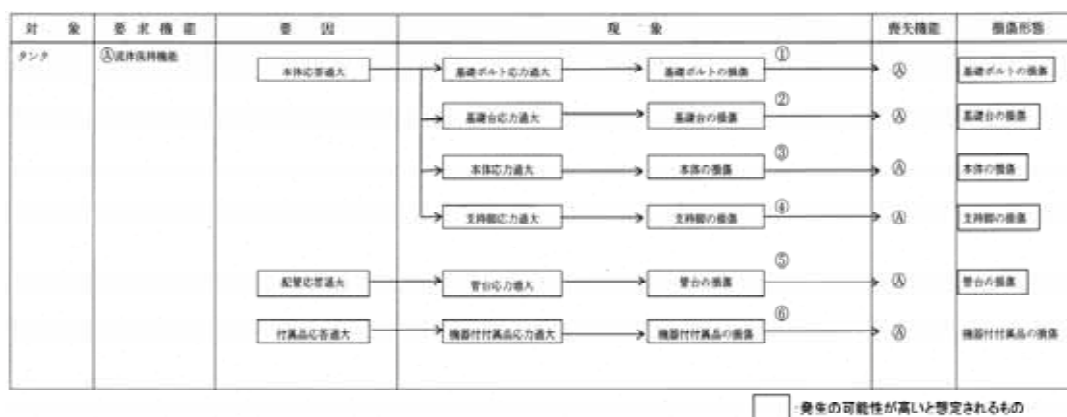 対象 要求機能 要因 現象 喪失機能 損傷形態
タンク Ⓐ流体保持機能
本体応答過大 基礎ボルト応力過大 基礎ボルトの損傷 ① Ⓐ 基礎ボルトの損傷
基礎台応力過大 基礎台の損傷 ② Ⓐ 基礎台の損傷
本体応力過大 本体の損傷 ③ Ⓐ 本体の損傷
支持脚応力過大 支持脚の損傷 ④ Ⓐ 支持脚の損傷
配管応答過大 管台応力過大 管台の損傷 ⑤ Ⓐ 管台の損傷
付属品応答過大 機器付付属品応力過大 機器付付属品の損傷 ⑥ Ⓐ 機器付付属品の損傷
:発生の可能性が高いと想定されるもの